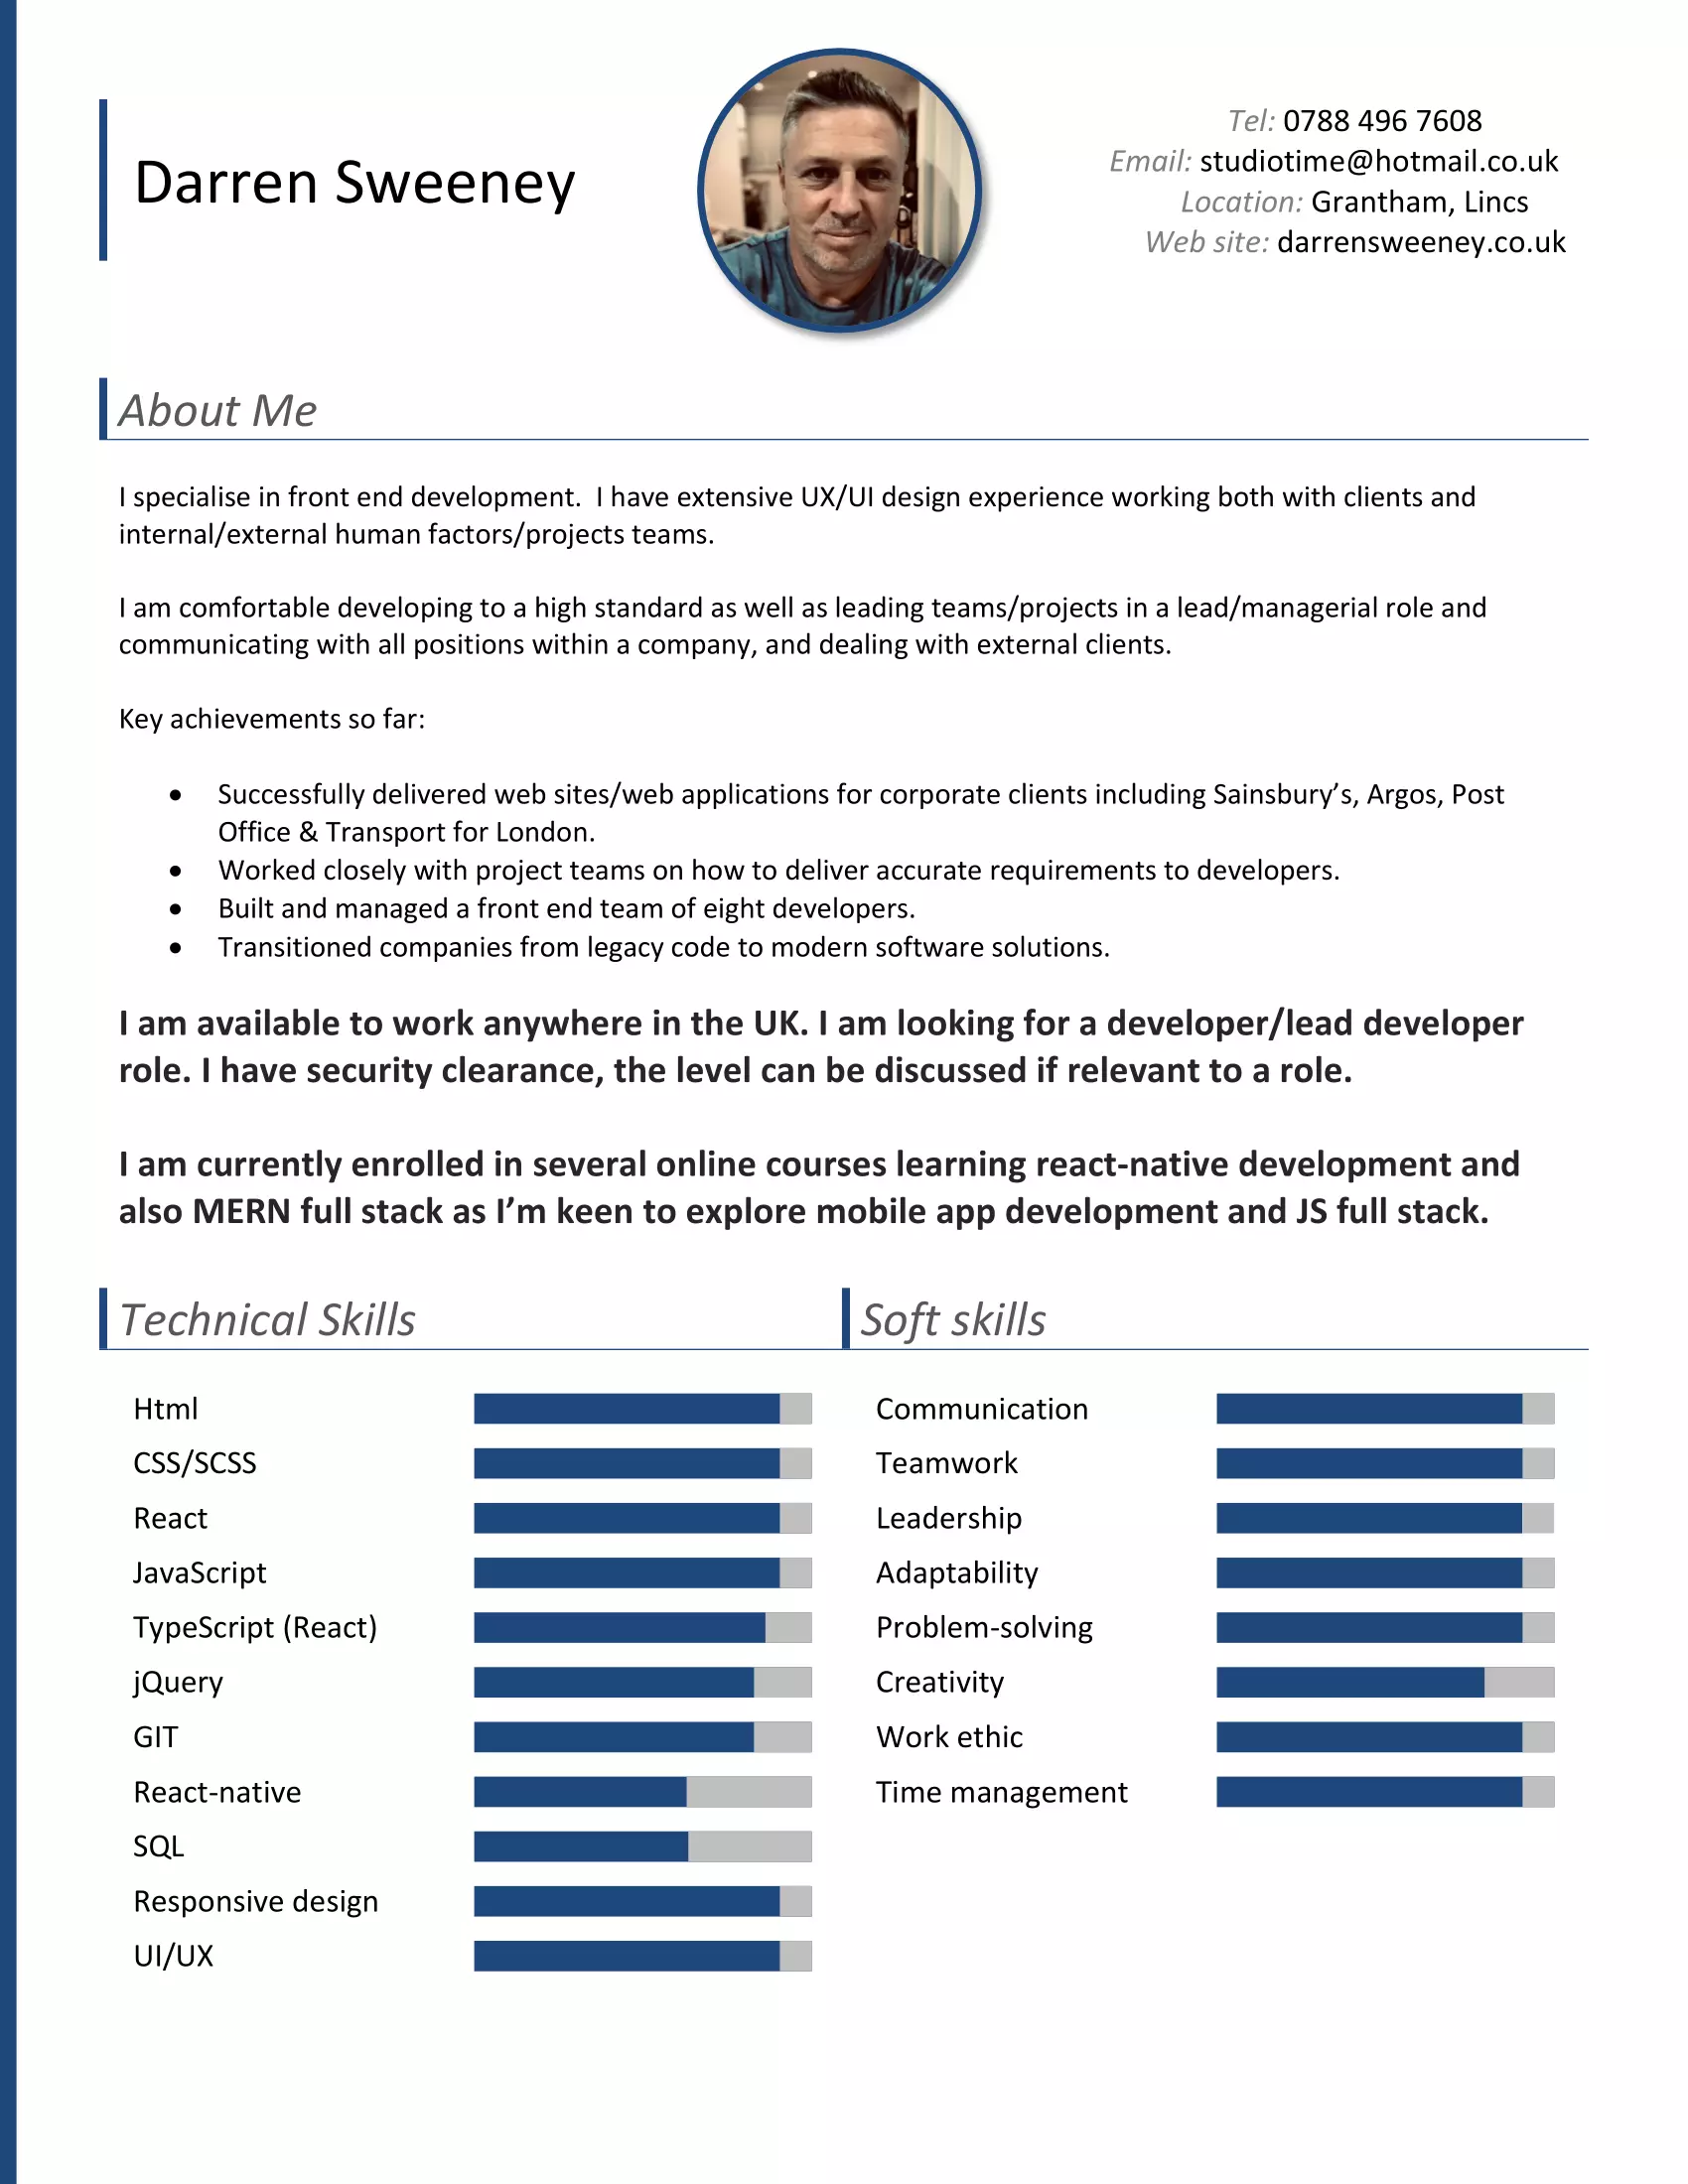 Darren Sweeney
Tel: 0788 496 7608
Email: studiotime@hotmail.co.uk
Location: Grantham, Lincs
Web site: darrensweeney.co.uk
About Me
I specialise in front end development.  I have extensive UX/UI design experience working both with clients and
internal/external human factors/projects teams.
I am comfortable developing to a high standard as well as leading teams/projects in a lead/managerial role and
communicating with all positions within a company, and dealing with external clients.
Key achievements so far:
• Successfully delivered web sites/web applications for corporate clients including Sainsbury’s, Argos, Post
Office & Transport for London.
• Worked closely with project teams on how to deliver accurate requirements to developers.
• Built and managed a front end team of eight developers.
• Transitioned companies from legacy code to modern software solutions.
I am available to work anywhere in the UK. I am looking for a developer/lead developer
role. I have security clearance, the level can be discussed if relevant to a role.
I am currently enrolled in several online courses learning react-native development and
also MERN full stack as I’m keen to explore mobile app development and JS full stack.
Technical Skills
Html
CSS/SCSS
React
JavaScript
TypeScript (React)
jQuery
GIT
React-native
SQL
Responsive design
UI/UX
Soft skills
Communication
Teamwork
Leadership
Adaptability
Problem-solving
Creativity
Work ethic
Time management